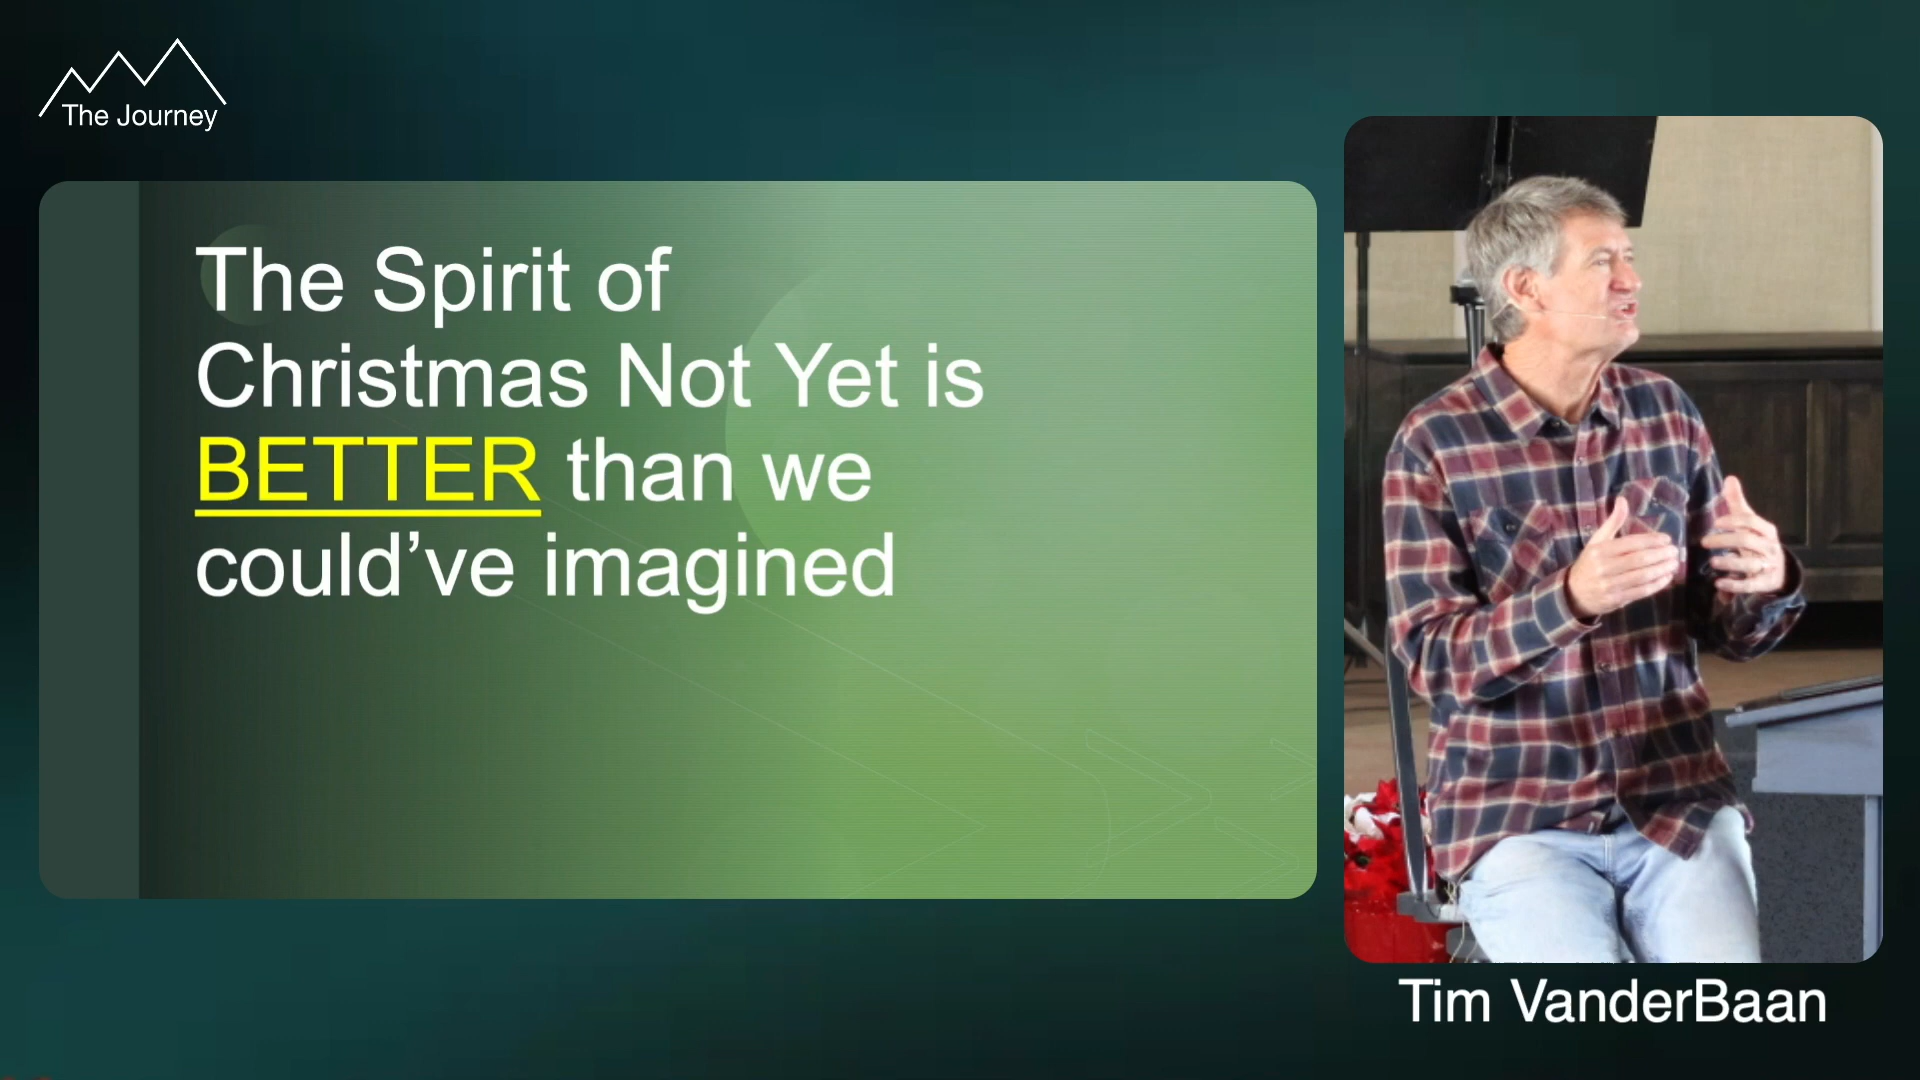 The Journey
The Spirit of
Christmas Not Yet is
BETTER than we
could’ve imagined
Tim VanderBaan